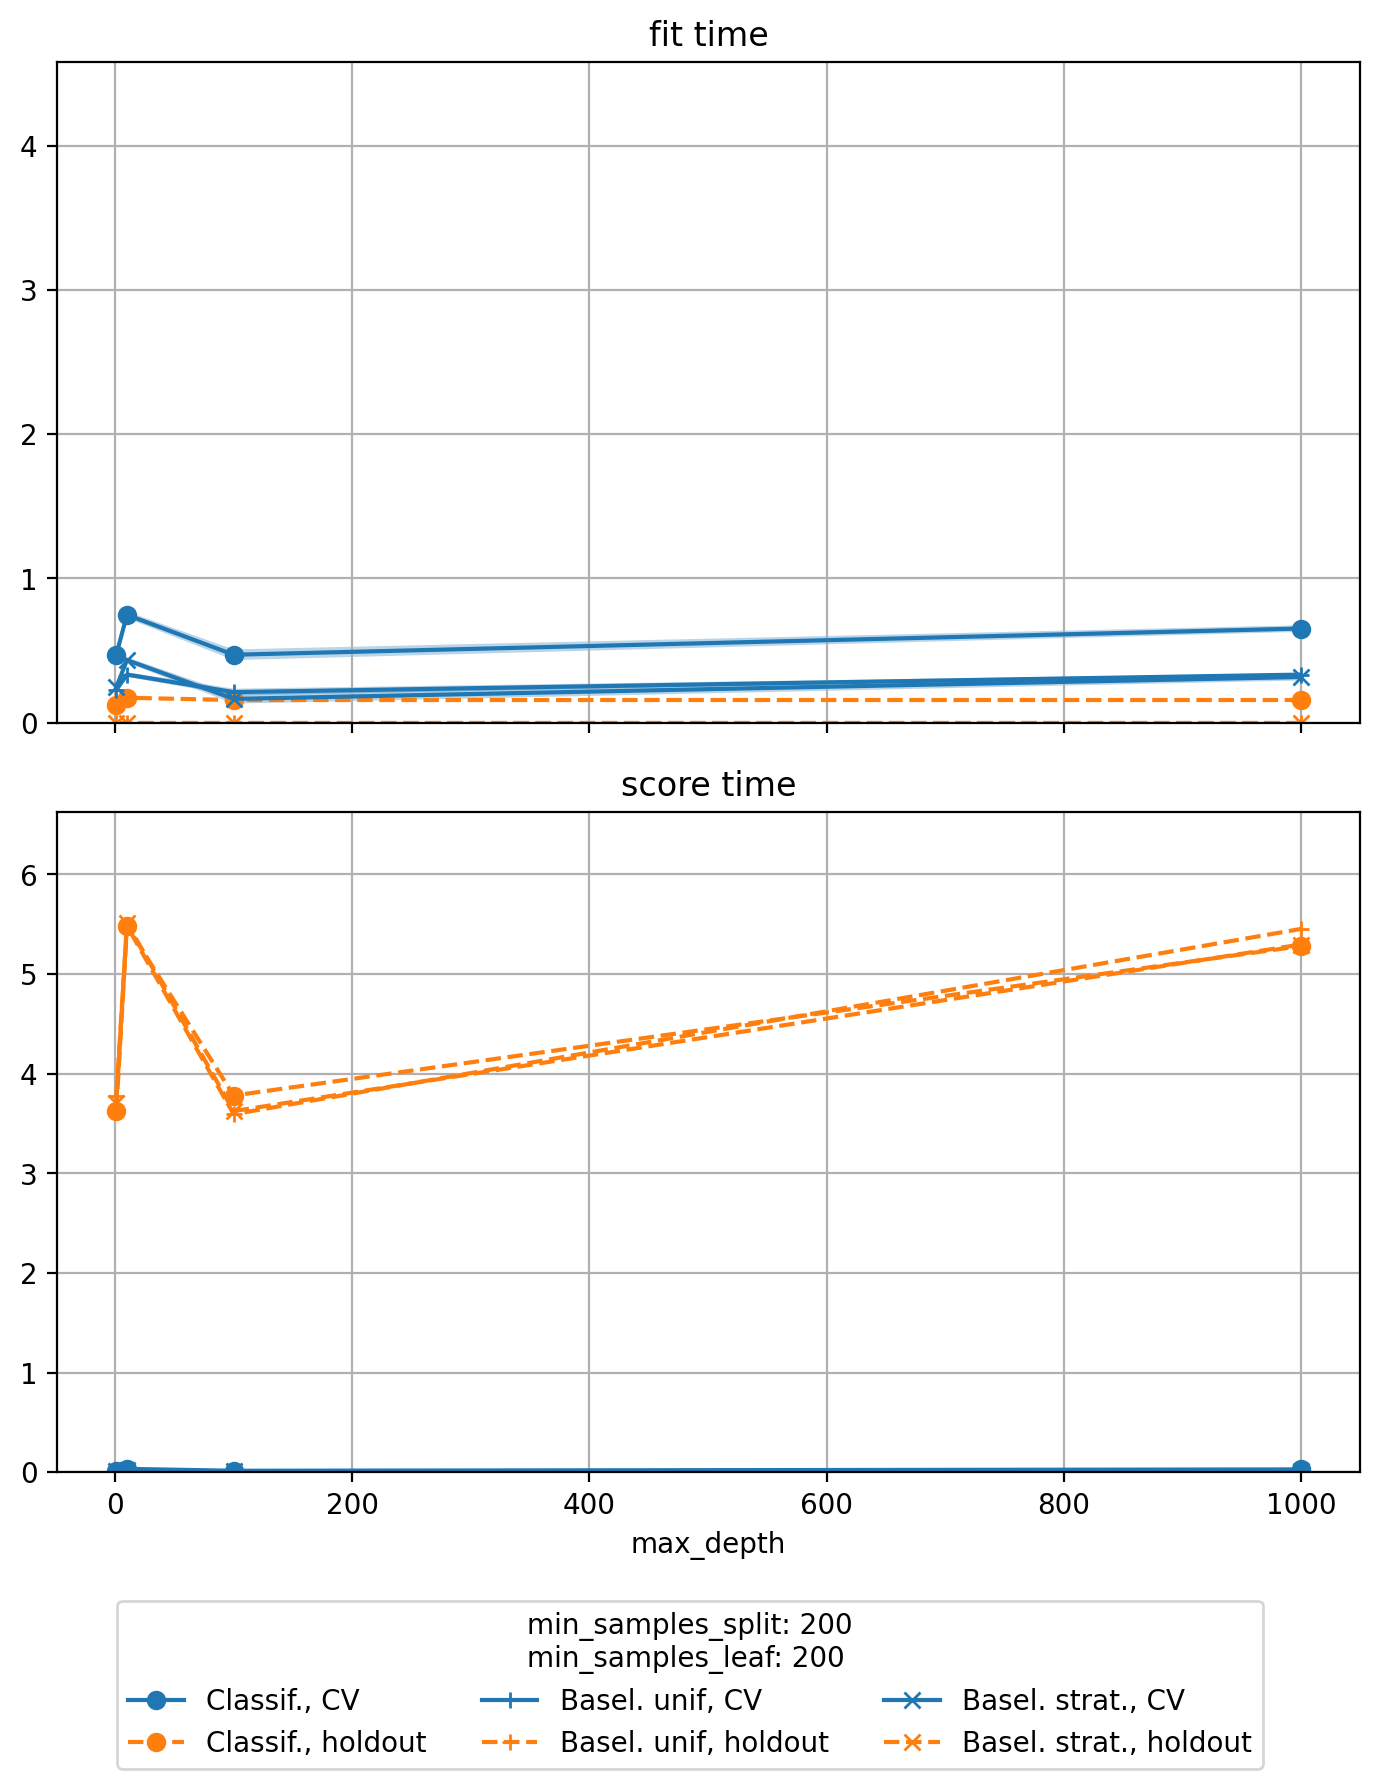 fit time
4
3
2
1
0
score time
6
5
4
3
2
1
0
0 200 400 600 800 1000
max_depth
min_samples_split: 200
min_samples_leaf: 200
Classif., CV Basel. unif, CV Basel. strat., CV
Classif., holdout Basel. unif, holdout Basel. strat., holdout